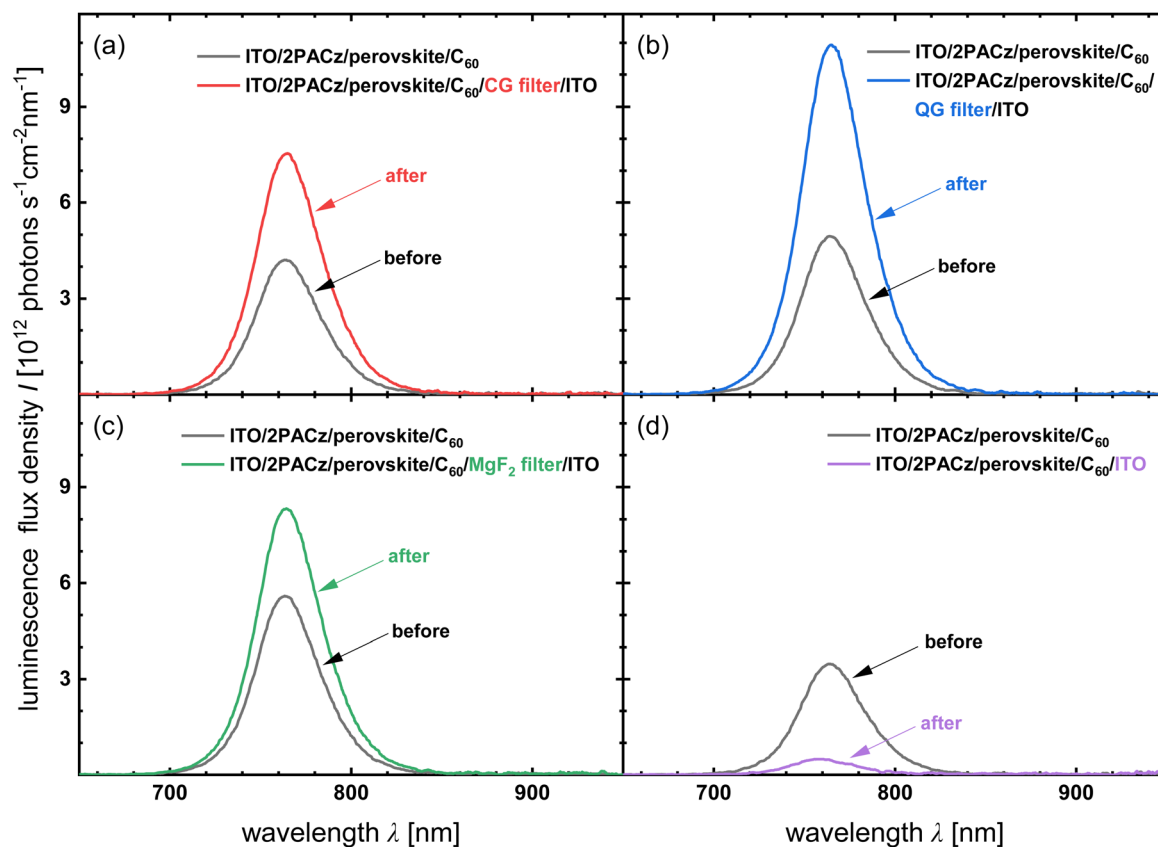 luminescence flux density I [10¹² photons s⁻¹cm⁻²nm⁻¹]
(a)
ITO/2PACz/perovskite/C₆₀
ITO/2PACz/perovskite/C₆₀/CG filter/ITO
after
before
9
6
3
(b)
ITO/2PACz/perovskite/C₆₀
ITO/2PACz/perovskite/C₆₀/
QG filter/ITO
after
before
(c)
ITO/2PACz/perovskite/C₆₀
ITO/2PACz/perovskite/C₆₀/MgF₂ filter/ITO
after
before
9
6
3
700 800 900
wavelength λ [nm]
(d)
ITO/2PACz/perovskite/C₆₀
ITO/2PACz/perovskite/C₆₀/ITO
before
after
700 800 900
wavelength λ [nm]